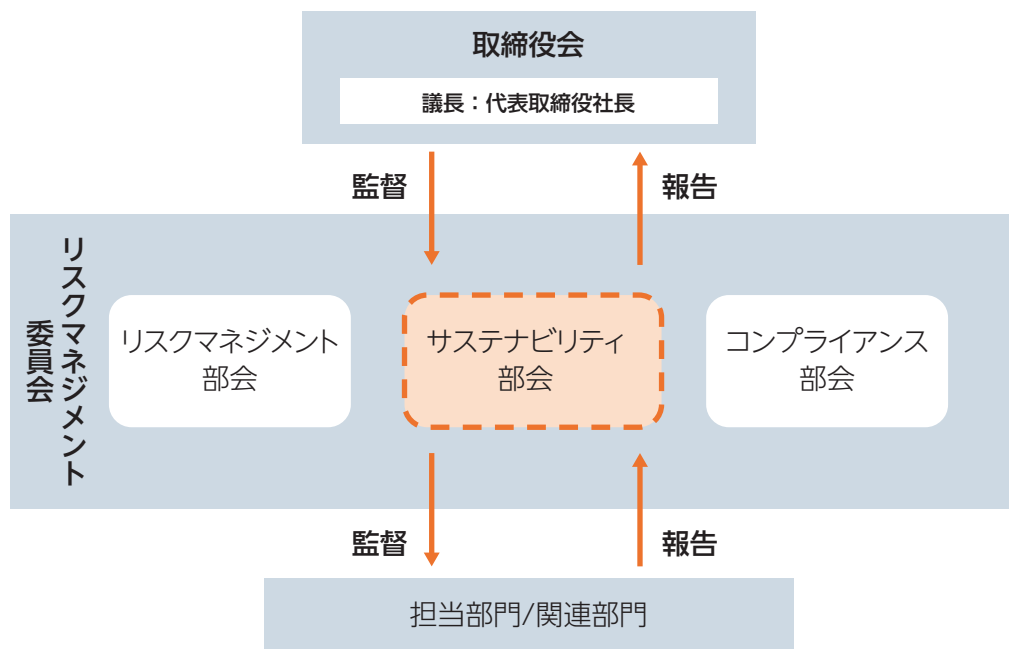 取締役会
議長：代表取締役社長
監督
報告
リスクマネジメント
委員会
リスクマネジメント
部会
サステナビリティ
部会
コンプライアンス
部会
監督
報告
担当部門/関連部門